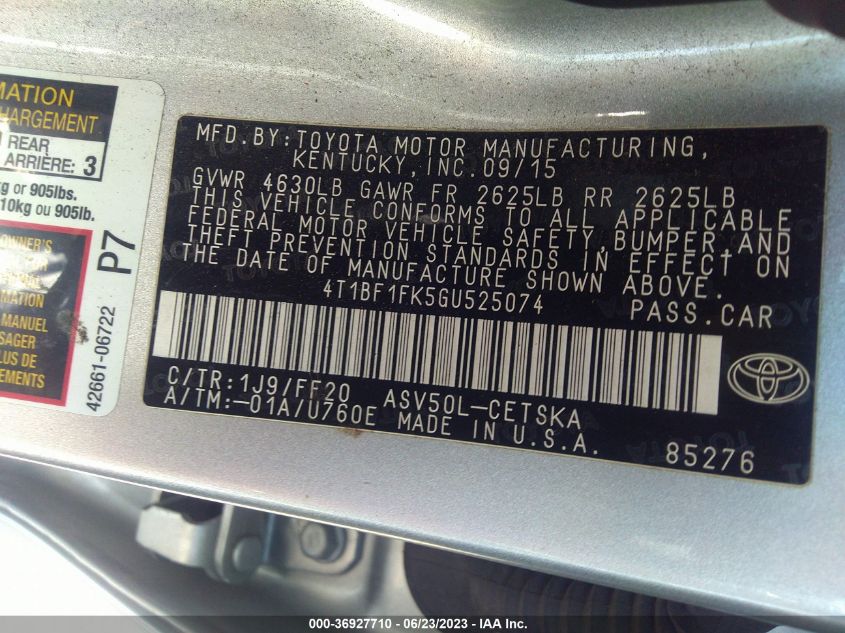 MATION
HARGEMENT
REAR
ARRIÈRE: 3
g or 905lbs.
10kg ou 905lb.
OWNER'S
MANUEL
SAGER
LUS DE
NEMENTS.
P7
42661-06722
MFD.BY:TOYOTA MOTOR MANUFACTURING,
KENTUCKY,INC.09/15
GVWR 4630LB GAWR FR 2625LB RR 2625LB
THIS VEHICLE CONFORMS TO ALL APPLICABLE
FEDERAL MOTOR VEHICLE SAFETY,BUMPER,AND
THEFT PREVENTION STANDARDS IN EFFECT ON
THE DATE OF MANUFACTURE SHOWN ABOVE.
4T1BF1FK5GU525074 PASS.CAR
C/TR:1J9/FF20 ASV50L-CETSKA
A/TM:-01A/U760E MADE IN U.S.A.
85276
000-36927710 / 06/23/2023 - IAA Inc.